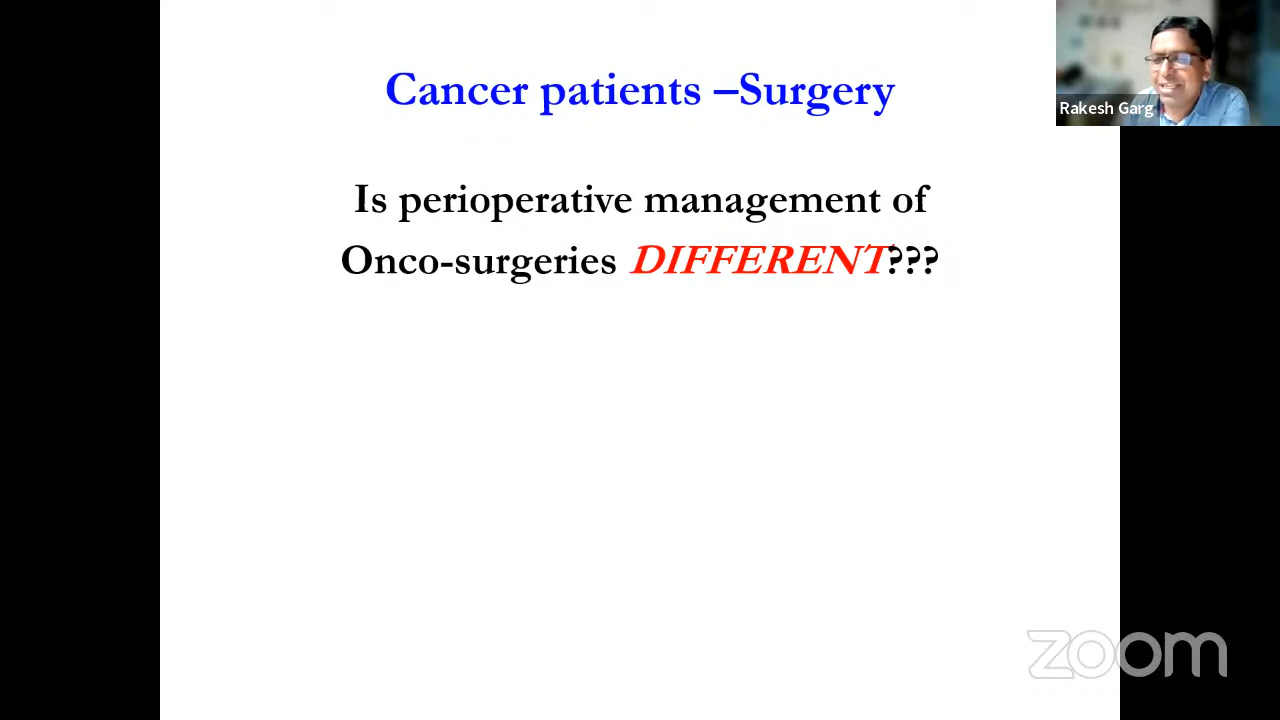 Cancer patients –Surgery
Rakesh Garg
Is perioperative management of
Onco-surgeries DIFFERENT???
zoom